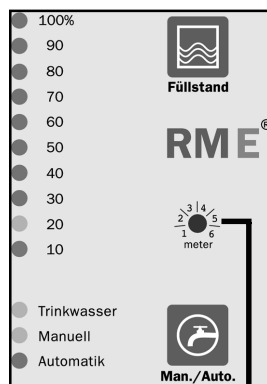 100%
90
80
70
60
50
40
30
20
10
Füllstand
RME®
1 2 3 4 5 6
meter
Trinkwasser
Manuell
Automatik
Man./Auto.